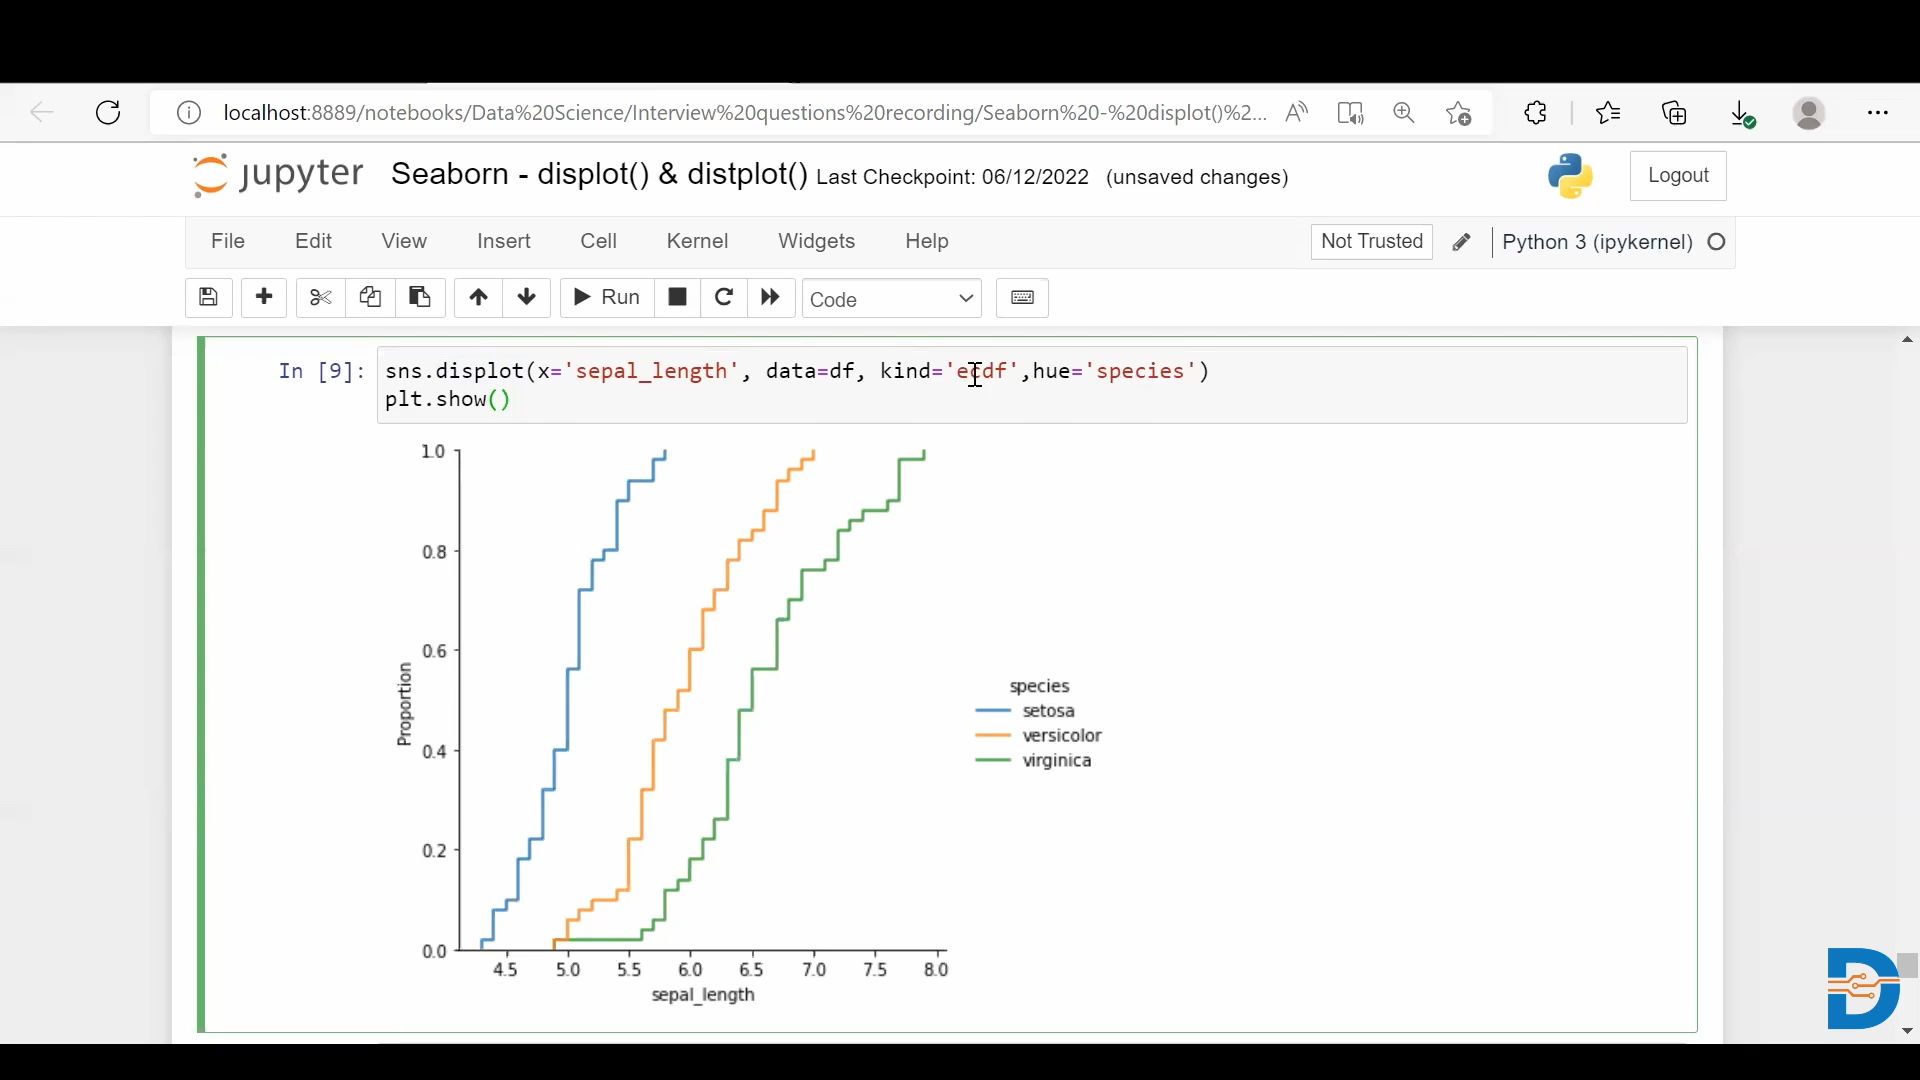 localhost:8889/notebooks/Data%20Science/Interview%20questions%20recording/Seaborn%20-%20displot()%2...
jupyter Seaborn - displot() & distplot() Last Checkpoint: 06/12/2022 (unsaved changes)
Logout
File Edit View Insert Cell Kernel Widgets Help Not Trusted Python 3 (ipykernel)
Run Code
In [9]: sns.displot(x='sepal_length', data=df, kind='ecdf',hue='species')
plt.show()
1.0
0.8
0.6
0.4
0.2
0.0
Proportion
4.5 5.0 5.5 6.0 6.5 7.0 7.5 8.0
sepal_length
species
setosa
versicolor
virginica